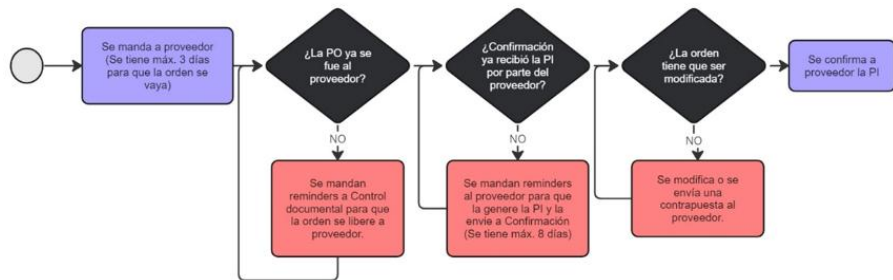 Se manda a proveedor
(Se tiene máx. 3 días
para que la orden se
vaya)
¿La PO ya se
fue al
proveedor?
¿Confirmación
ya recibió la PI
por parte del
proveedor?
¿La orden
tiene que ser
modificada?
Se confirma a
proveedor la PI
NO
NO
NO
Se mandan
reminders a Control
documental para que
la orden se libere a
proveedor.
Se mandan reminders
al proveedor para que
la genere la PI y la
envie a Confirmación
(Se tiene máx. 8 días)
Se modifica o se
envía una
contrapuesta al
proveedor.